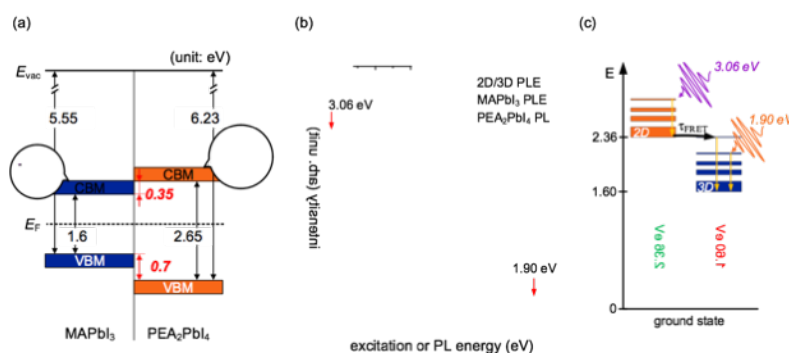 (a)
(unit: eV)
Evac
5.55
6.23
CBM
CBM
0.35
EF
1.6
2.65
VBM
0.7
VBM
MAPbI3
PEA2PbI4
(b)
2D/3D PLE
MAPbI3 PLE
PEA2PbI4 PL
3.06 eV
intensity (arb. unit)
1.90 eV
excitation or PL energy (eV)
(c)
E
3.06 eV
1.90 eV
2D
τFRET
2.36
3D
1.60
2.36 eV
1.90 eV
0
ground state